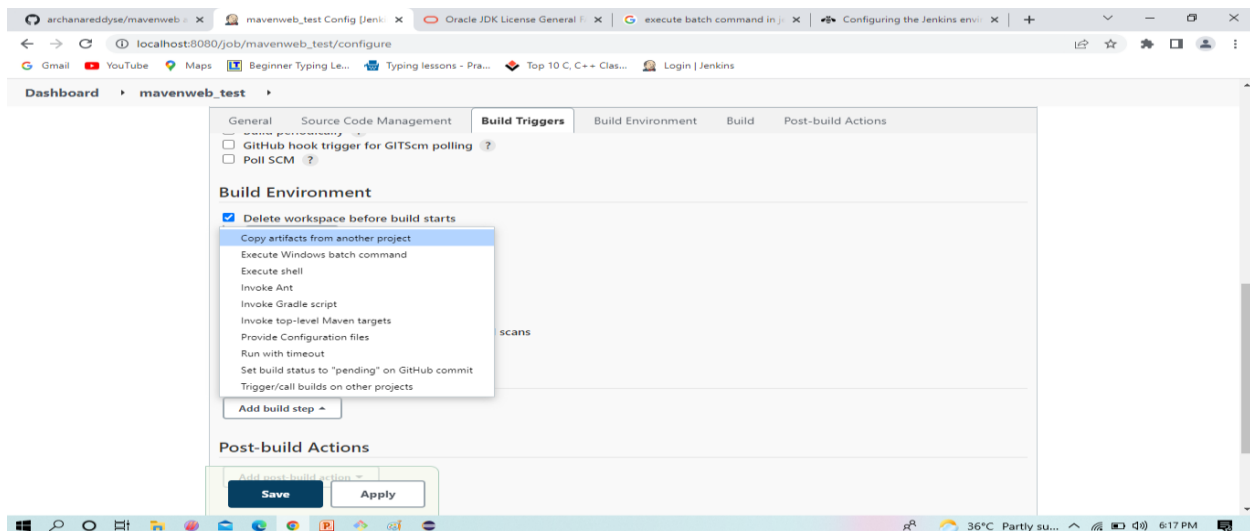 archanareddyse/mavenweb a
mavenweb_test Config [Jenki
Oracle JDK License General F
execute batch command in je
Configuring the Jenkins envir
localhost:8080/job/mavenweb_test/configure
Gmail YouTube Maps Beginner Typing Le... Typing lessons - Pra... Top 10 C, C++ Clas... Login | Jenkins
Dashboard mavenweb_test
General Source Code Management Build Triggers Build Environment Build Post-build Actions
Build periodically ?
GitHub hook trigger for GITScm polling ?
Poll SCM ?
Build Environment
Delete workspace before build starts
Copy artifacts from another project
Execute Windows batch command
Execute shell
Invoke Ant
Invoke Gradle script
Invoke top-level Maven targets
scans
Provide Configuration files
Run with timeout
Set build status to "pending" on GitHub commit
Trigger/call builds on other projects
Add build step
Post-build Actions
Add post-build action
Save Apply
36°C Partly su... 6:17 PM